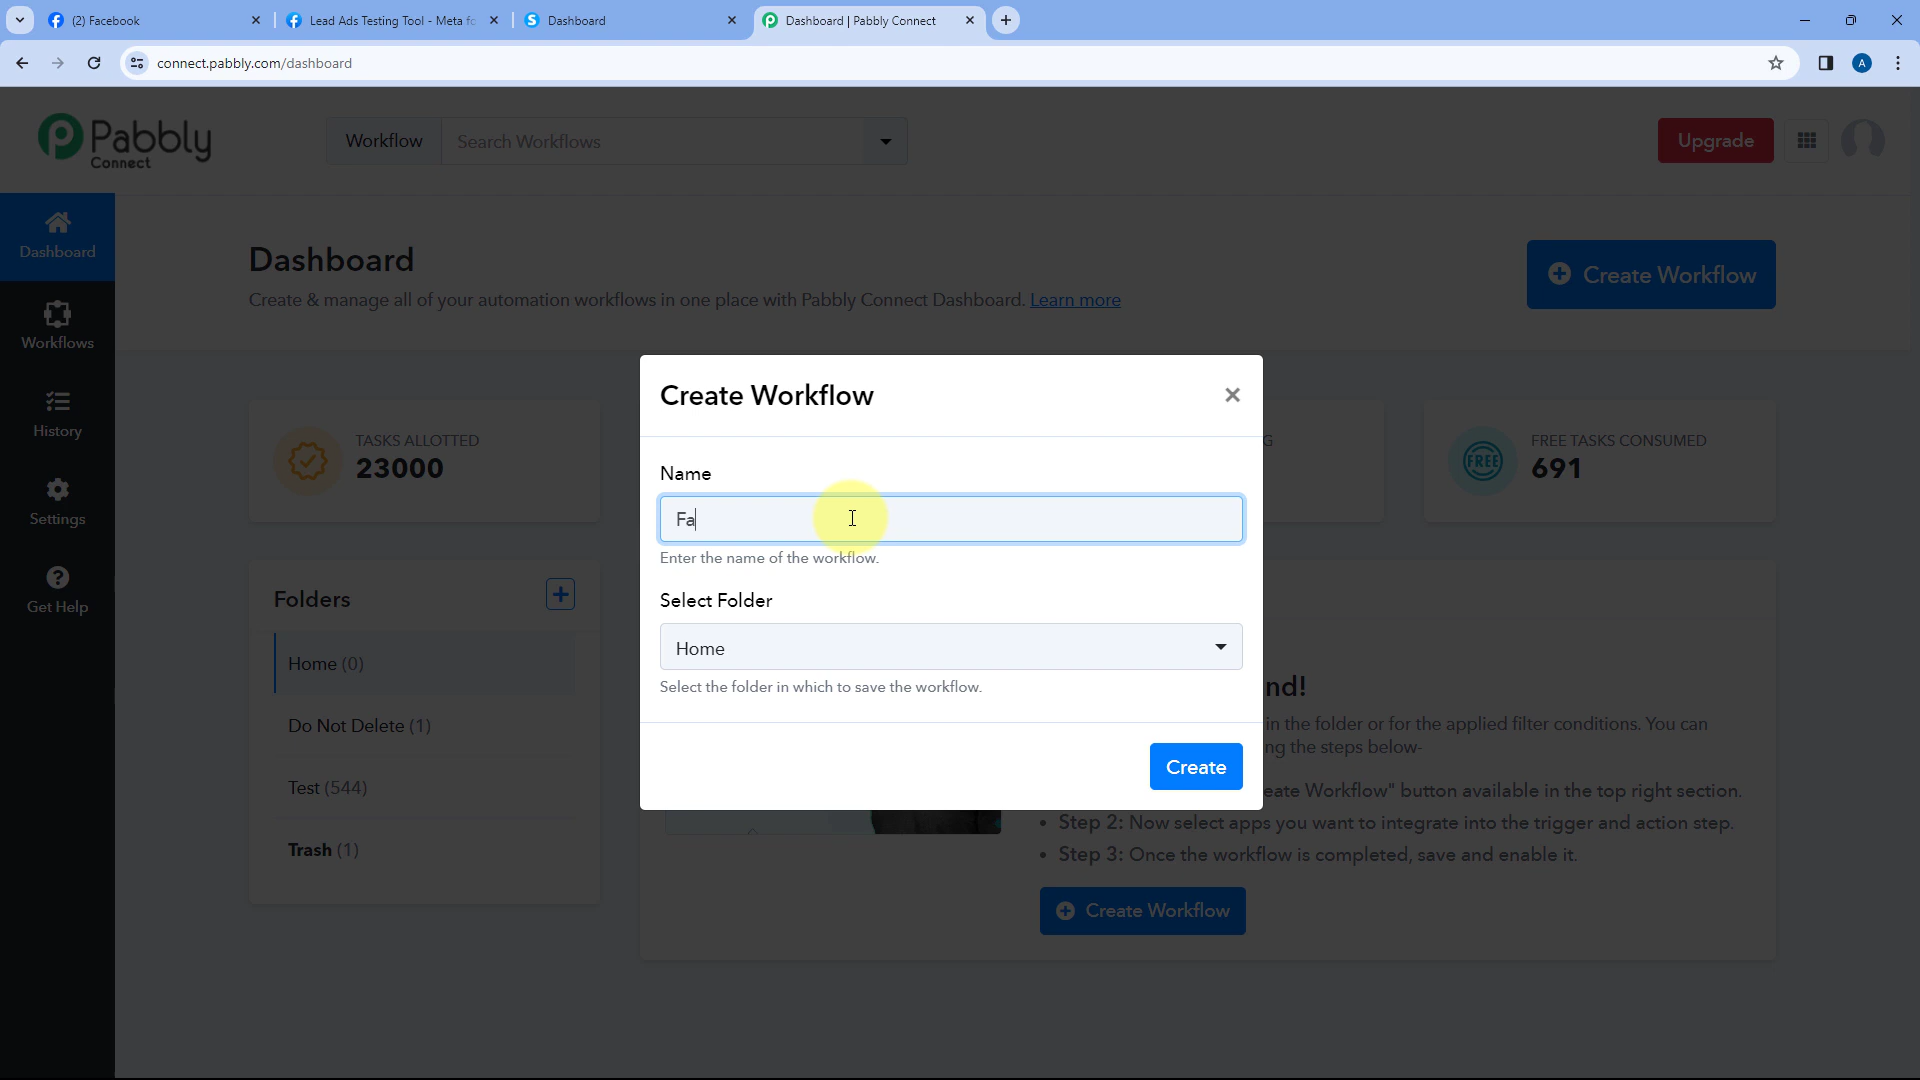 (2) Facebook
Lead Ads Testing Tool - Meta fo
Dashboard
Dashboard | Pabbly Connect
connect.pabbly.com/dashboard
A
Pabbly
Connect
Workflow
Search Workflows
Upgrade
Dashboard
Workflows
History
Settings
Get Help
Dashboard
Create & manage all of your automation workflows in one place with Pabbly Connect Dashboard. Learn more
Create Workflow
TASKS ALLOTTED
23000
G
FREE
FREE TASKS CONSUMED
691
Folders
Home (0)
Do Not Delete (1)
Test (544)
Trash (1)
Create Workflow
Name
Fa
Enter the name of the workflow.
Select Folder
Home
Select the folder in which to save the workflow.
Create
nd!
in the folder or for the applied filter conditions. You can
ng the steps below-
eate Workflow" button available in the top right section.
Step 2: Now select apps you want to integrate into the trigger and action step.
Step 3: Once the workflow is completed, save and enable it.
Create Workflow